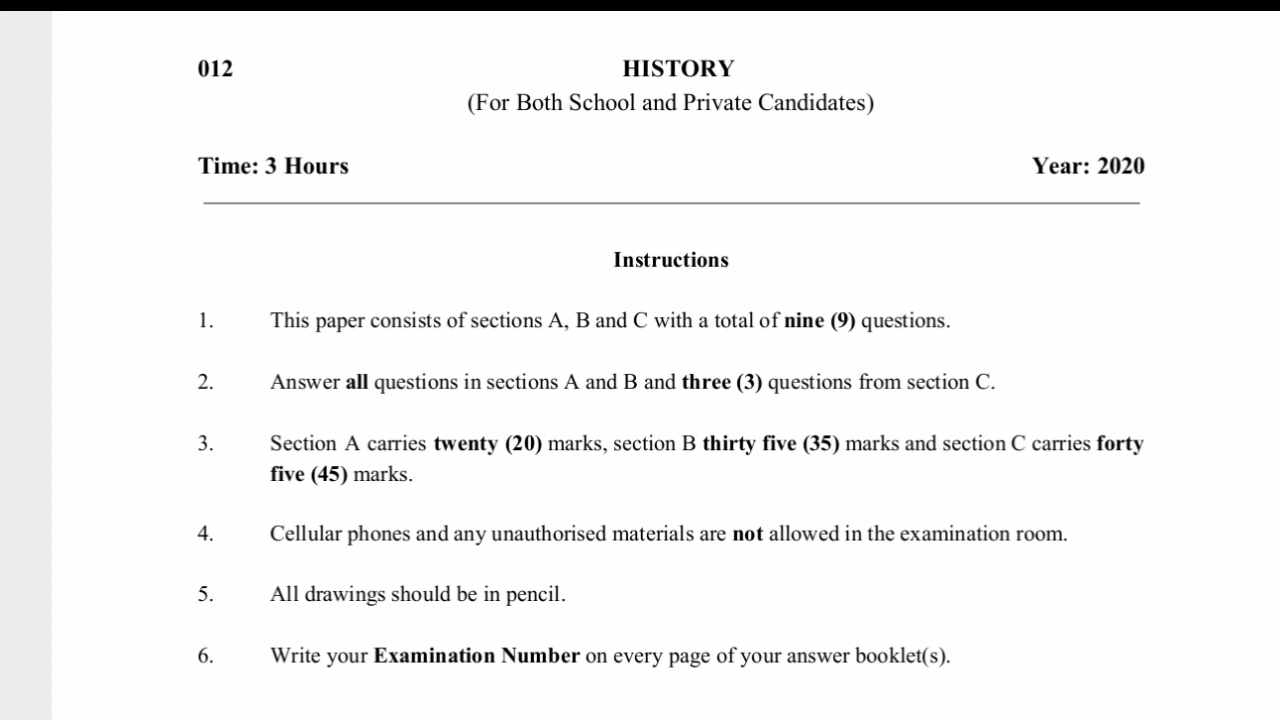 012 HISTORY
(For Both School and Private Candidates)
Time: 3 Hours Year: 2020
Instructions
1. This paper consists of sections A, B and C with a total of nine (9) questions.
2. Answer all questions in sections A and B and three (3) questions from section C.
3. Section A carries twenty (20) marks, section B thirty five (35) marks and section C carries forty
five (45) marks.
4. Cellular phones and any unauthorised materials are not allowed in the examination room.
5. All drawings should be in pencil.
6. Write your Examination Number on every page of your answer booklet(s).